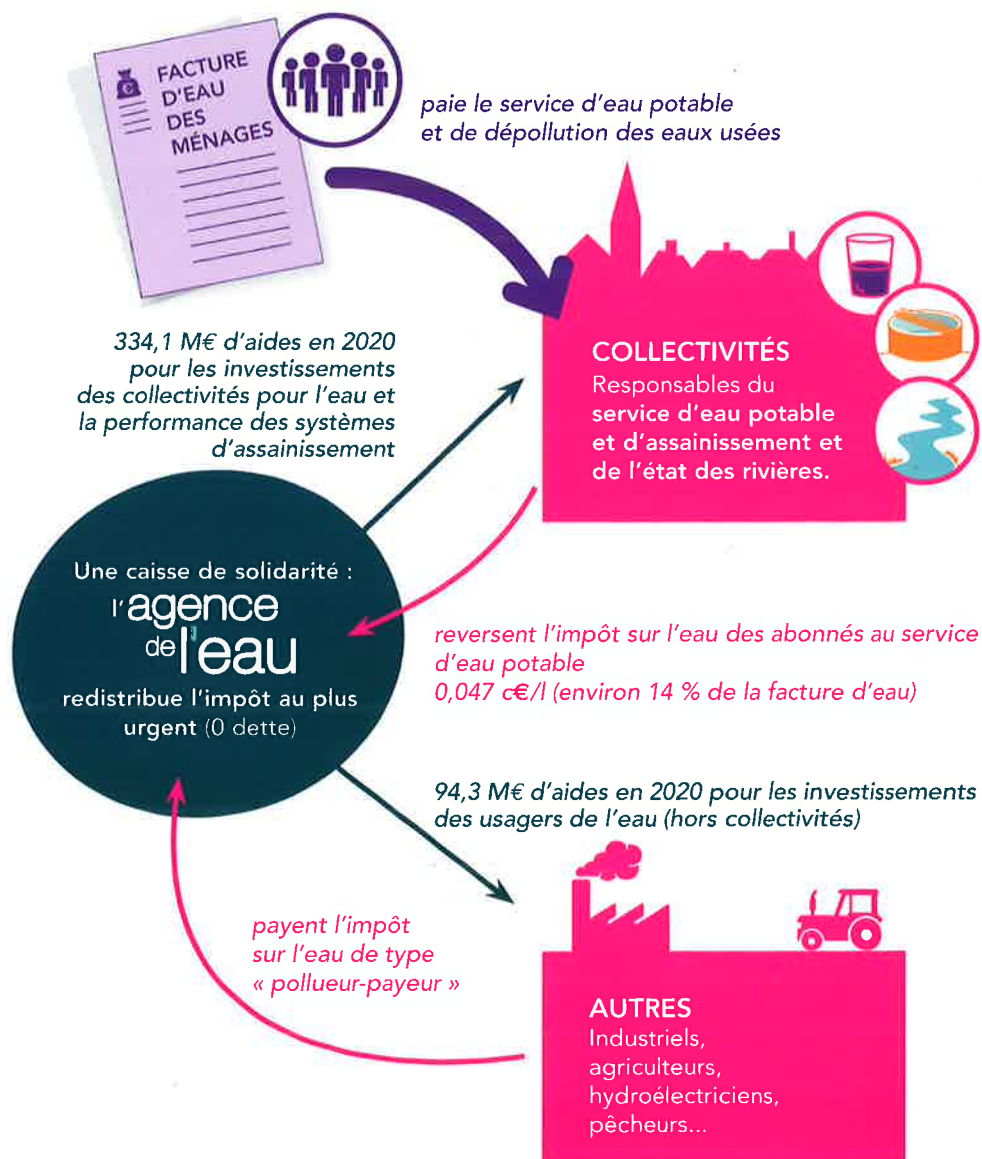 FACTURE
D'EAU
DES
MÉNAGES
paie le service d'eau potable
et de dépollution des eaux usées
334,1 M€ d'aides en 2020
pour les investissements
des collectivités pour l'eau et
la performance des systèmes
d'assainissement
COLLECTIVITÉS
Responsables du
service d'eau potable
et d'assainissement et
de l'état des rivières.
Une caisse de solidarité :
l'agence
de l'eau
redistribue l'impôt au plus
urgent (0 dette)
reversent l'impôt sur l'eau des abonnés au service
d'eau potable
0,047 c€/l (environ 14 % de la facture d'eau)
94,3 M€ d'aides en 2020 pour les investissements
des usagers de l'eau (hors collectivités)
payent l'impôt
sur l'eau de type
« pollueur-payeur »
AUTRES
Industriels,
agriculteurs,
hydroélectriciens,
pêcheurs...